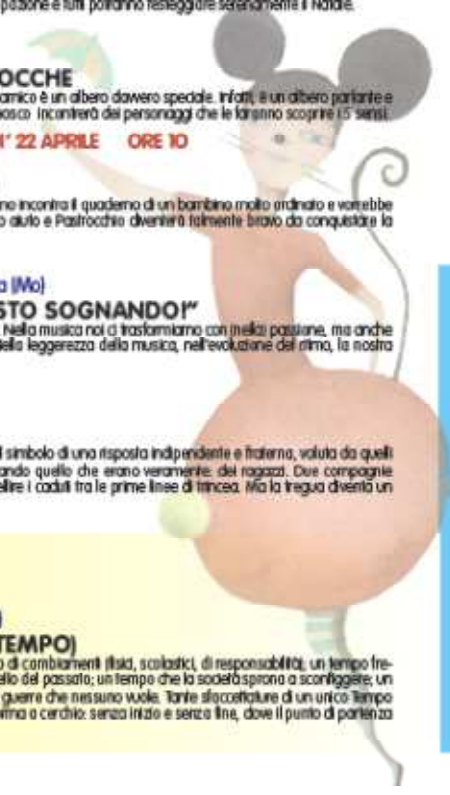 pazione e tutti potranno festeggiare serenamente il Natale.
OCCHE
amico è un albero davvero speciale. Infatti, è un albero parlante e
bosco incontrerà dei personaggi che le faranno scoprire i 5 sensi.
I' 22 APRILE ORE 10
no incontra il quaderno di un bambino molto ordinato e vorrebbe
o aiuto e Pastrocchio diventerà talmente bravo da conquistare la
a (Mo)
STO SOGNANDO!”
Nella musica noi ci trasformiamo con nella passione, ma anche
della leggerezza della musica, nell'evoluzione del ritmo, la nostra
il simbolo di una risposta indipendente e fraterna, voluta da quelli
ando quello che erano veramente: dei ragazzi. Due compagnie
ellire i caduti tra le prime linee di trincea. Ma la tregua diventa un
)
TEMPO)
o di cambiamenti (fisici, scolastici, di responsabilità); un tempo fre-
ello del passato; un tempo che la società sprona a sconfiggere; un
guerre che nessuno vuole. Tante sfaccettature di un unico Tempo
orma a cerchio: senza inizio e senza fine, dove il punto di partenza